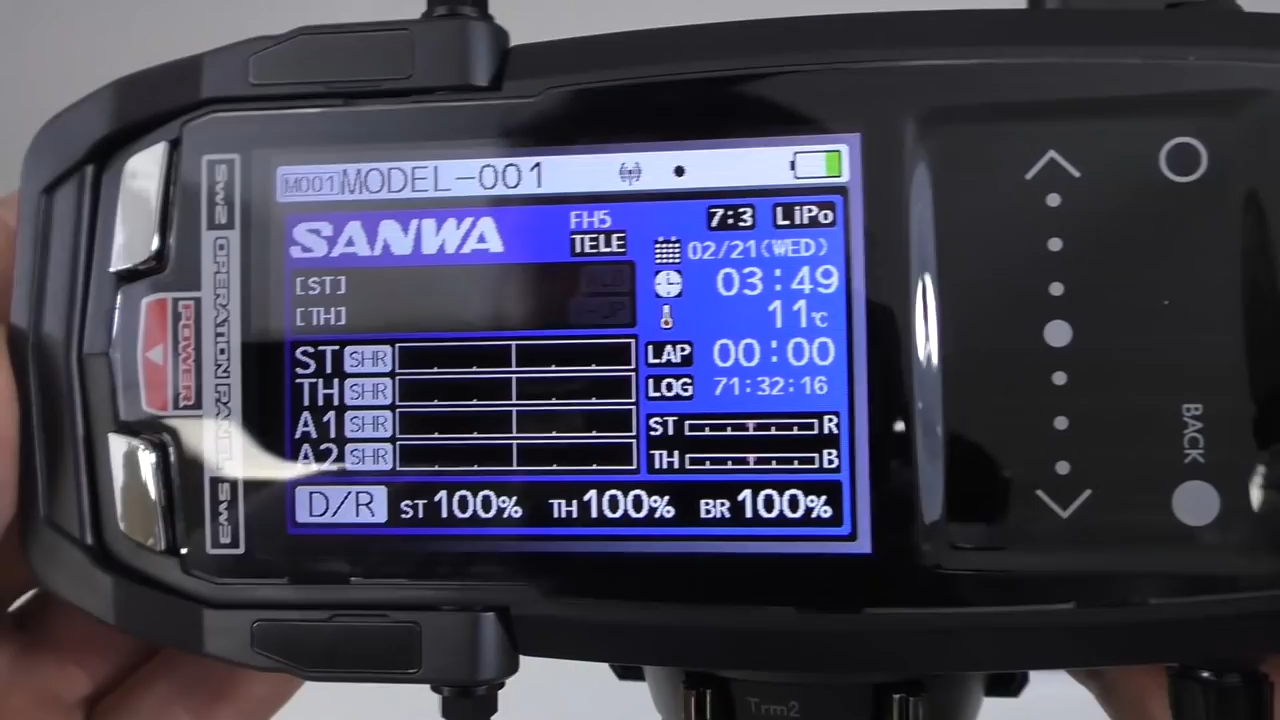 M001 MODEL-001
SANWA
FH5
TELE
7:3 LiPo
02/21(WED)
03:49
11℃
LAP 00:00
LOG 71:32:16
[ST]
[TH]
ST SHR
TH SHR
A1 SHR
A2 SHR
ST R
TH B
D/R ST 100% TH 100% BR 100%
Sw2 OPERATION PANEL Sw3
POWER
BACK
Trm2